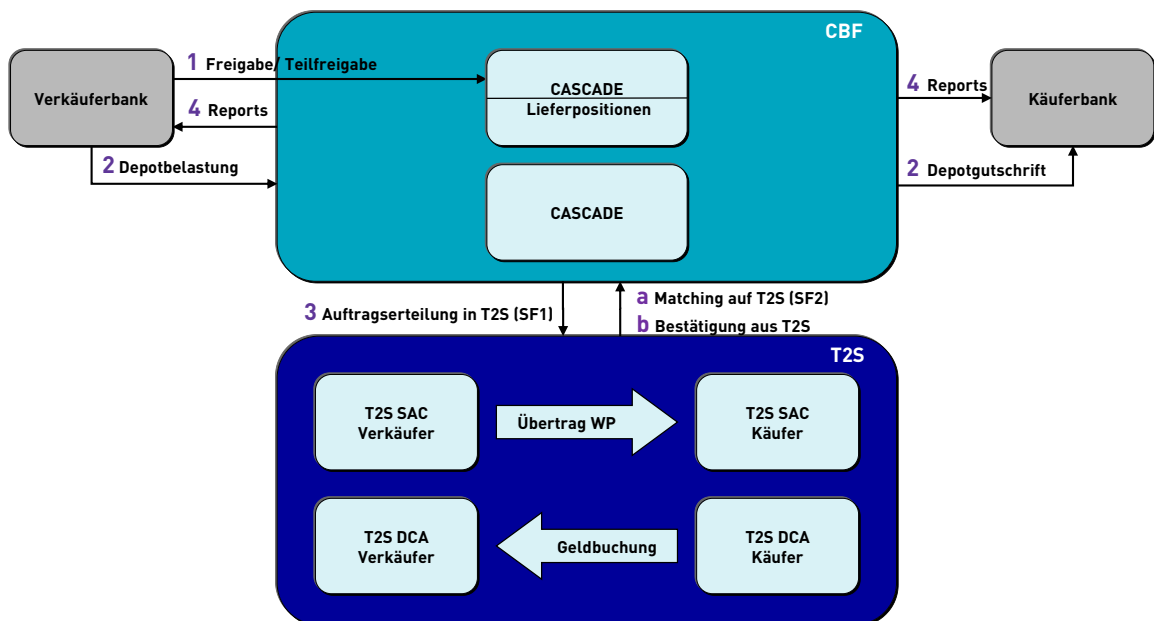 CBF
Verkäuferbank
1 Freigabe/ Teilfreigabe
4 Reports
2 Depotbelastung
CASCADE
Lieferpositionen
CASCADE
4 Reports
Käuferbank
2 Depotgutschrift
3 Auftragserteilung in T2S (SF1)
a Matching auf T2S (SF2)
b Bestätigung aus T2S
T2S
T2S SAC
Verkäufer
Übertrag WP
T2S SAC
Käufer
T2S DCA
Verkäufer
Geldbuchung
T2S DCA
Käufer